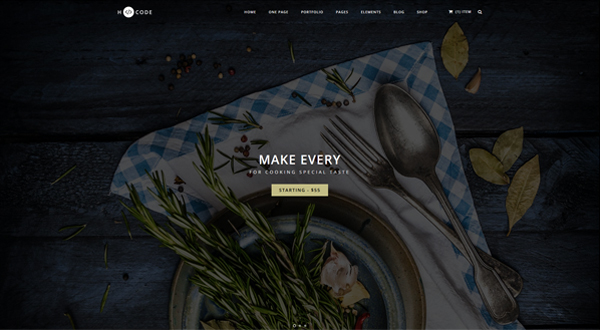 H CODE
HOME ONE PAGE PORTFOLIO PAGES ELEMENTS BLOG SHOP (0) ITEM
MAKE EVERY
FOR COOKING SPECIAL TASTE
STARTING - $55